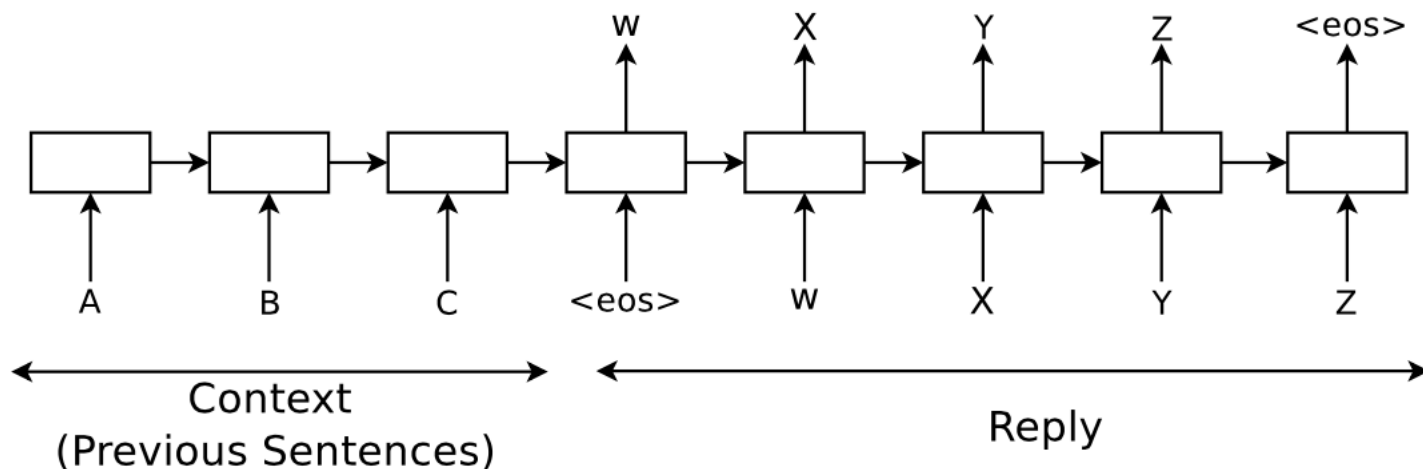 W X Y Z <eos>
A B C <eos> W X Y Z
Context
(Previous Sentences)
Reply